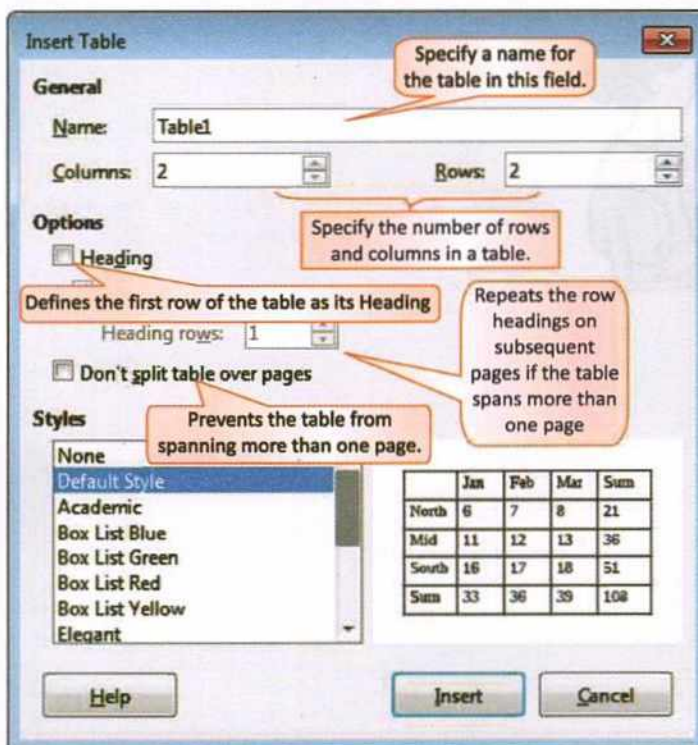 Insert Table
Specify a name for
the table in this field.
General
Name: Table1
Columns: 2 Rows: 2
Specify the number of rows
and columns in a table.
Options
Heading
Defines the first row of the table as its Heading
Heading rows: 1
Repeats the row
headings on
subsequent
pages if the table
spans more than
one page
Don't split table over pages
Prevents the table from
spanning more than one page.
Styles
None
Default Style
Academic
Box List Blue
Box List Green
Box List Red
Box List Yellow
Elegant
Jan Feb Mar Sum
North 6 7 8 21
Mid 11 12 13 36
South 16 17 18 51
Sum 33 36 39 108
Help Insert Cancel